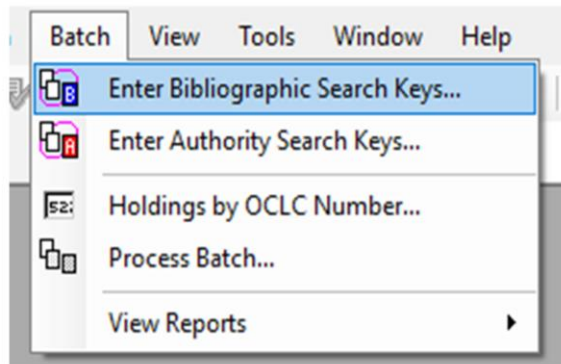 Batch View Tools Window Help
B Enter Bibliographic Search Keys...
A Enter Authority Search Keys...
52: Holdings by OCLC Number...
Process Batch...
View Reports